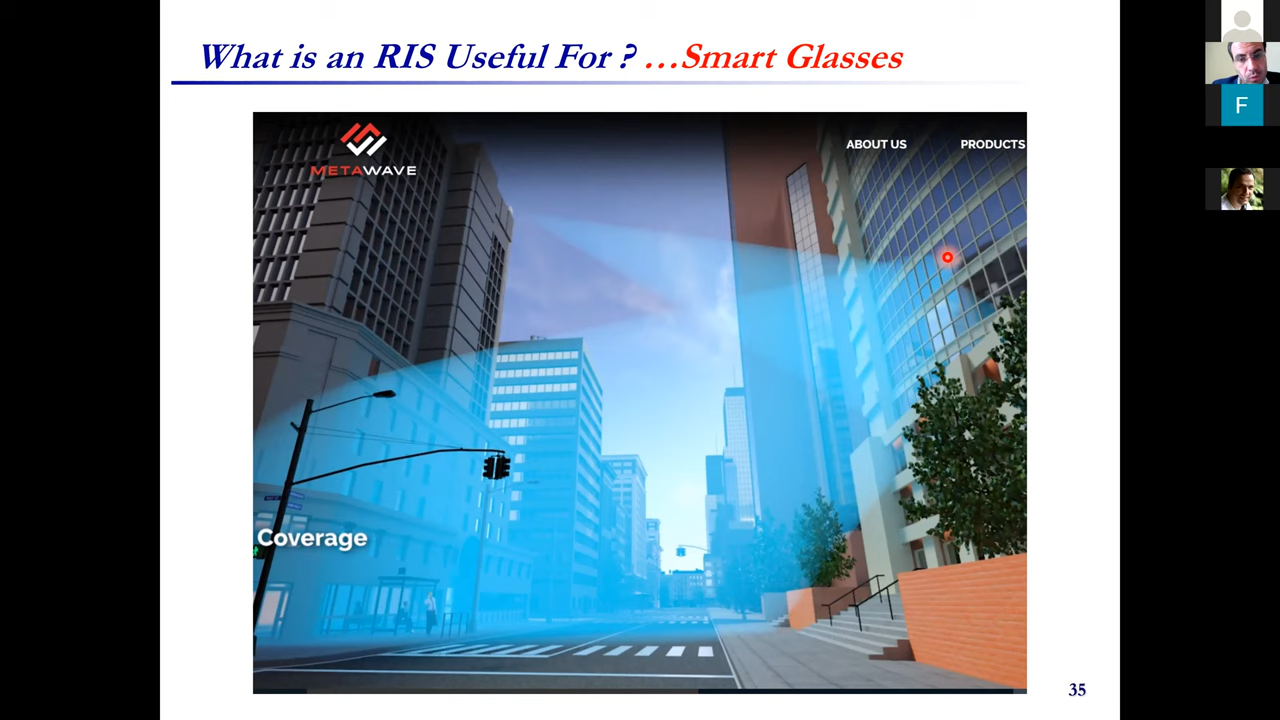 What is an RIS Useful For ? ...Smart Glasses
METAWAVE
ABOUT US
PRODUCTS
F
Coverage
35